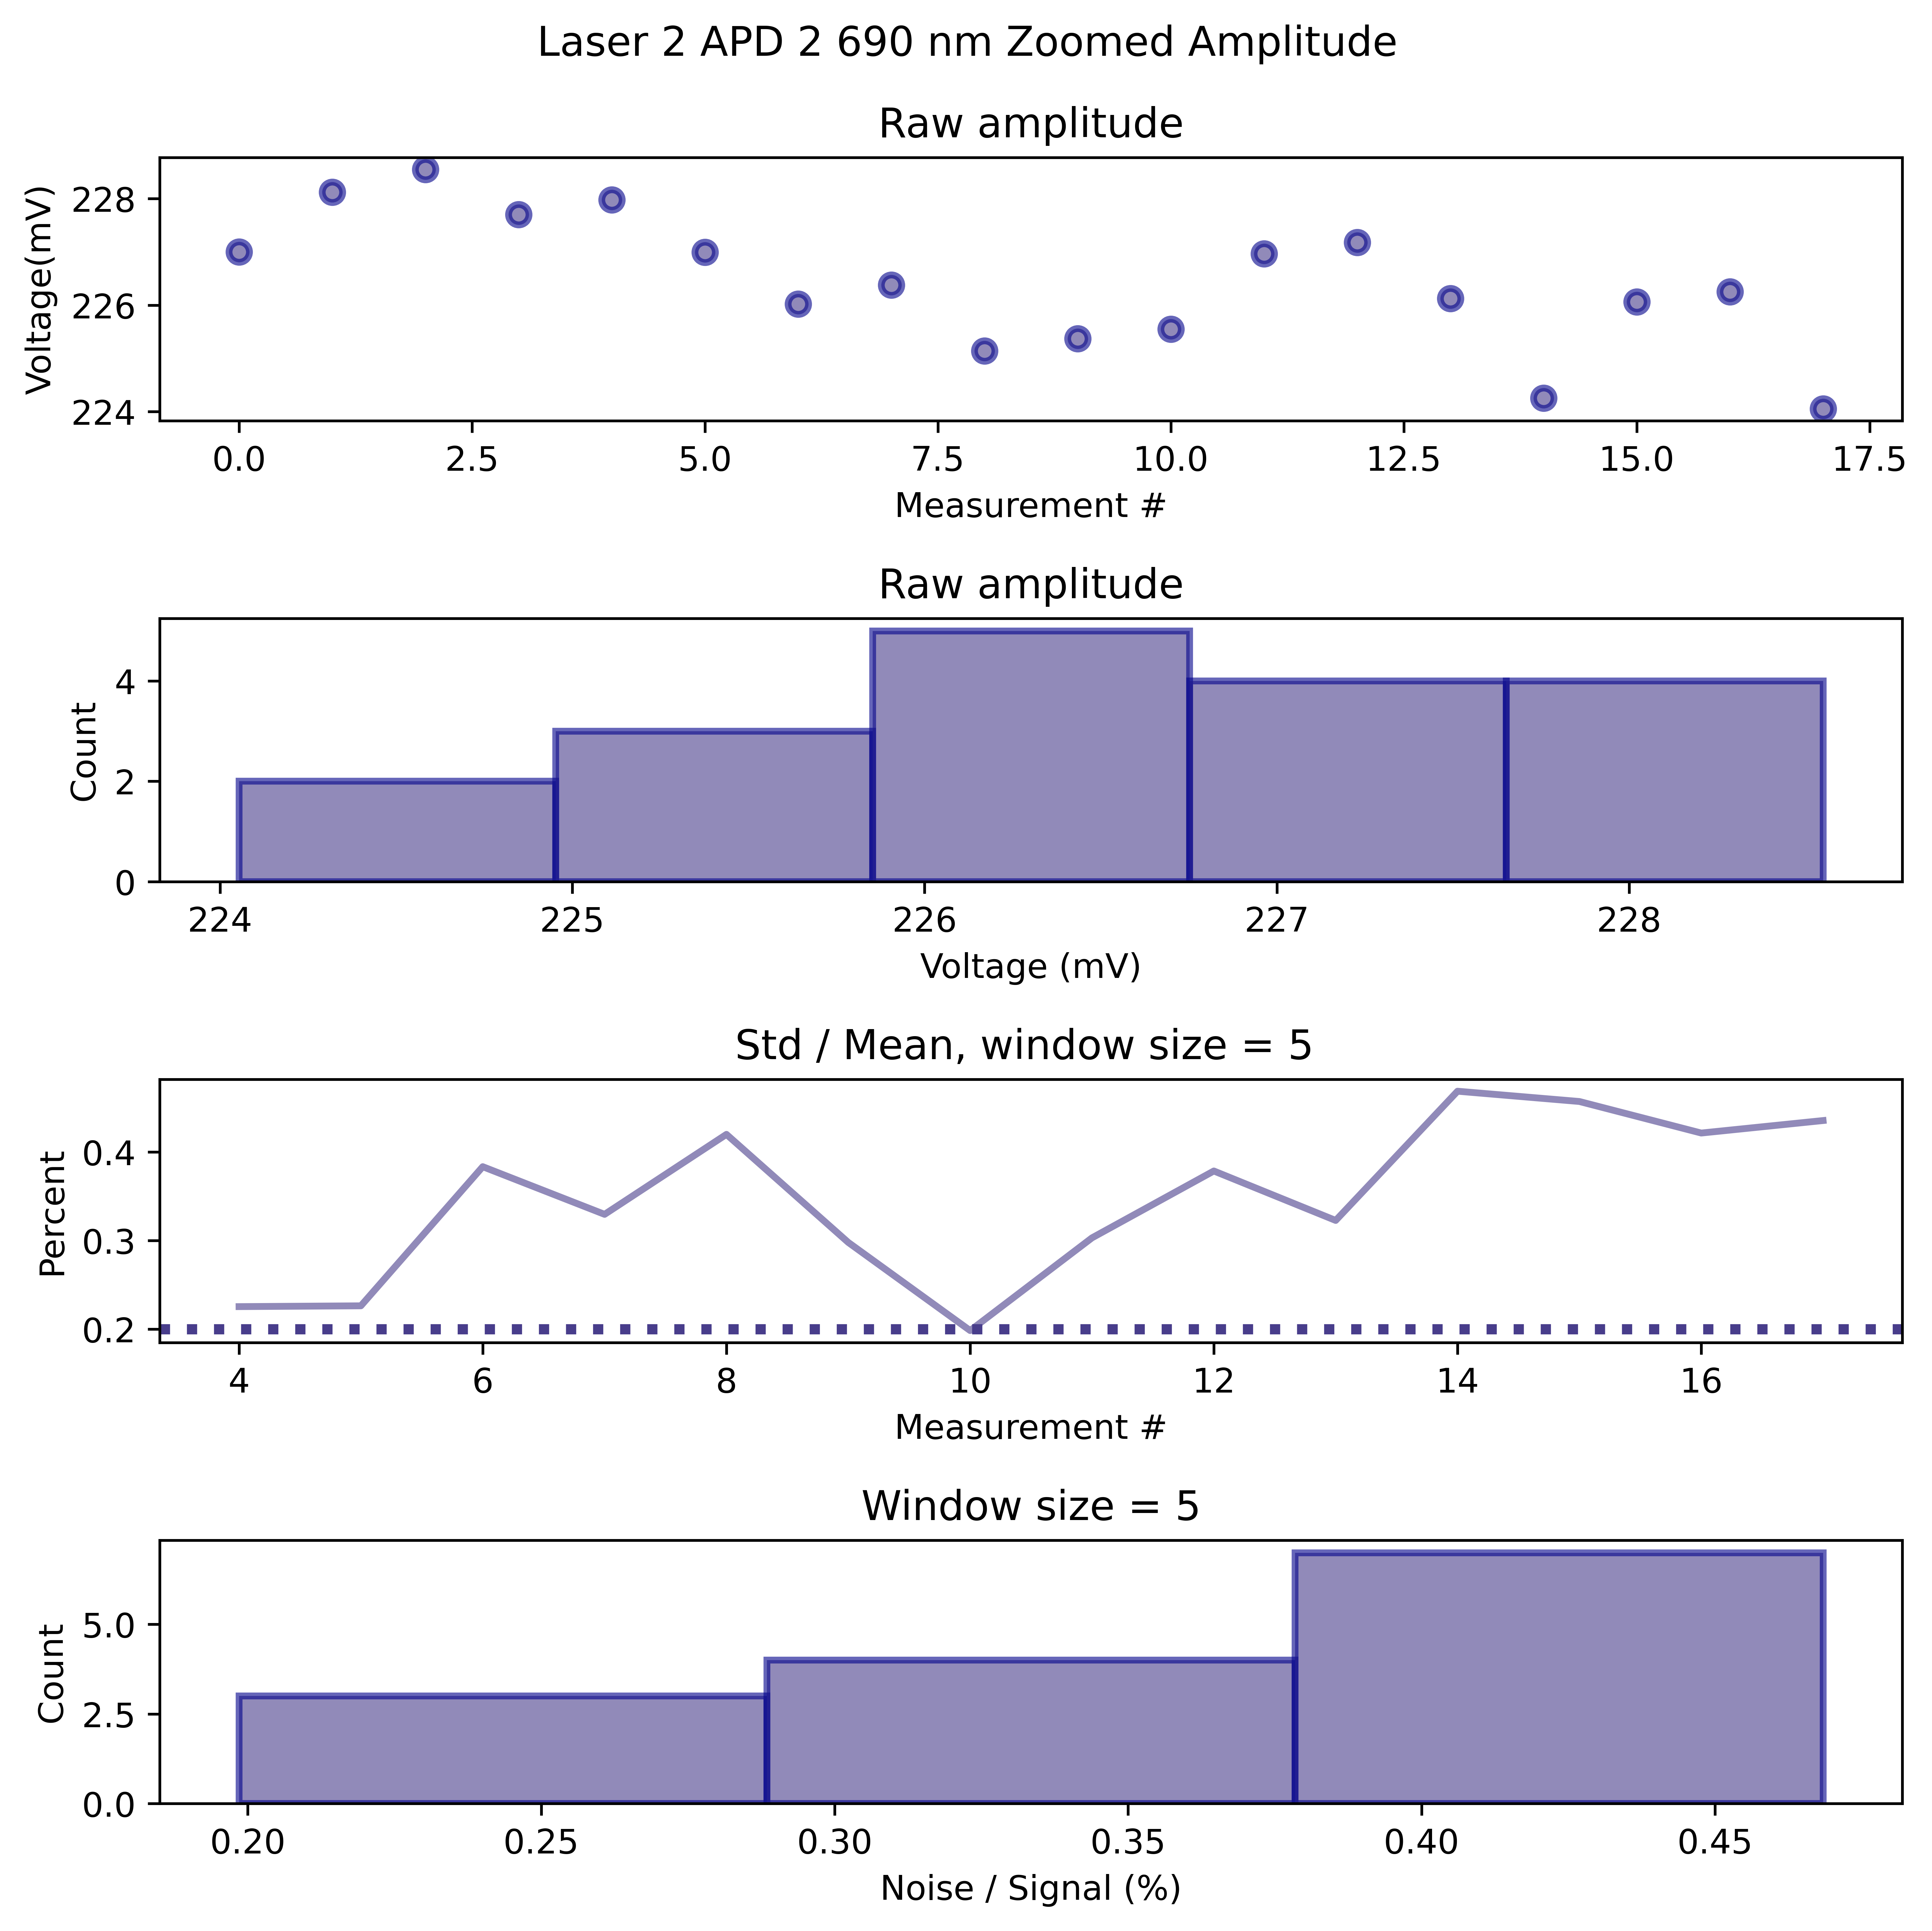 Laser 2 APD 2 690 nm Zoomed Amplitude
Raw amplitude
Voltage(mV)
228
226
224
0.0 2.5 5.0 7.5 10.0 12.5 15.0 17.5
Measurement #
Raw amplitude
Count
4
2
0
224 225 226 227 228
Voltage (mV)
Std / Mean, window size = 5
Percent
0.4
0.3
0.2
4 6 8 10 12 14 16
Measurement #
Window size = 5
Count
5.0
2.5
0.0
0.20 0.25 0.30 0.35 0.40 0.45
Noise / Signal (%)